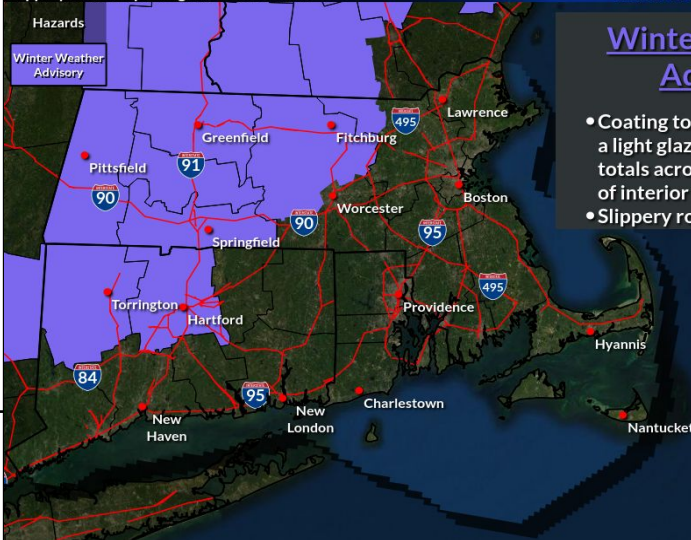 Hazards
Winter Weather
Advisory
Winte
Ad
• Coating to
a light glaz
totals acro
of interior
• Slippery ro
Lawrence
495
Greenfield
Fitchburg
91
Pittsfield
90
Worcester
Boston
90
95
Springfield
495
Torrington
Hartford
Providence
Hyannis
84
95
New
London
Charlestown
New
Haven
Nantucket